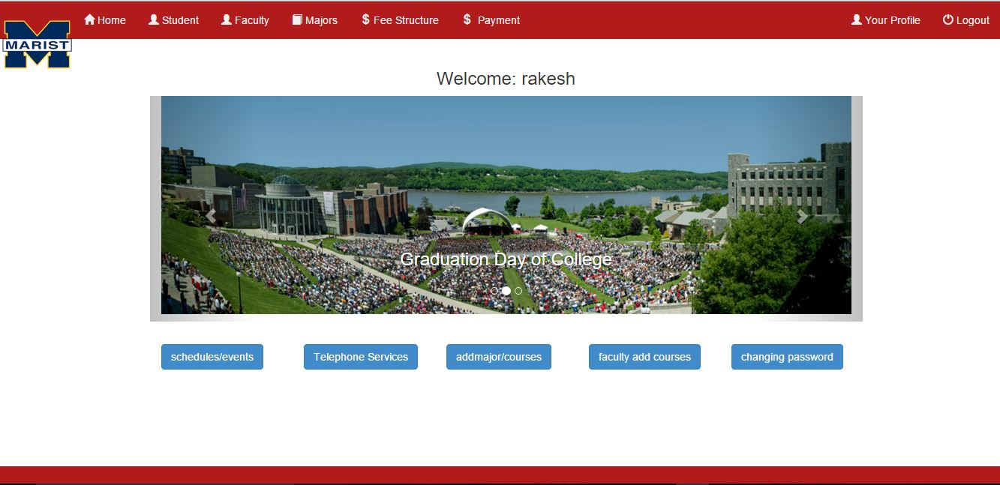 Home Student Faculty Majors $ Fee Structure $ Payment Your Profile Logout
MARIST
Welcome: rakesh
Graduation Day of College
schedules/events Telephone Services addmajor/courses faculty add courses changing password